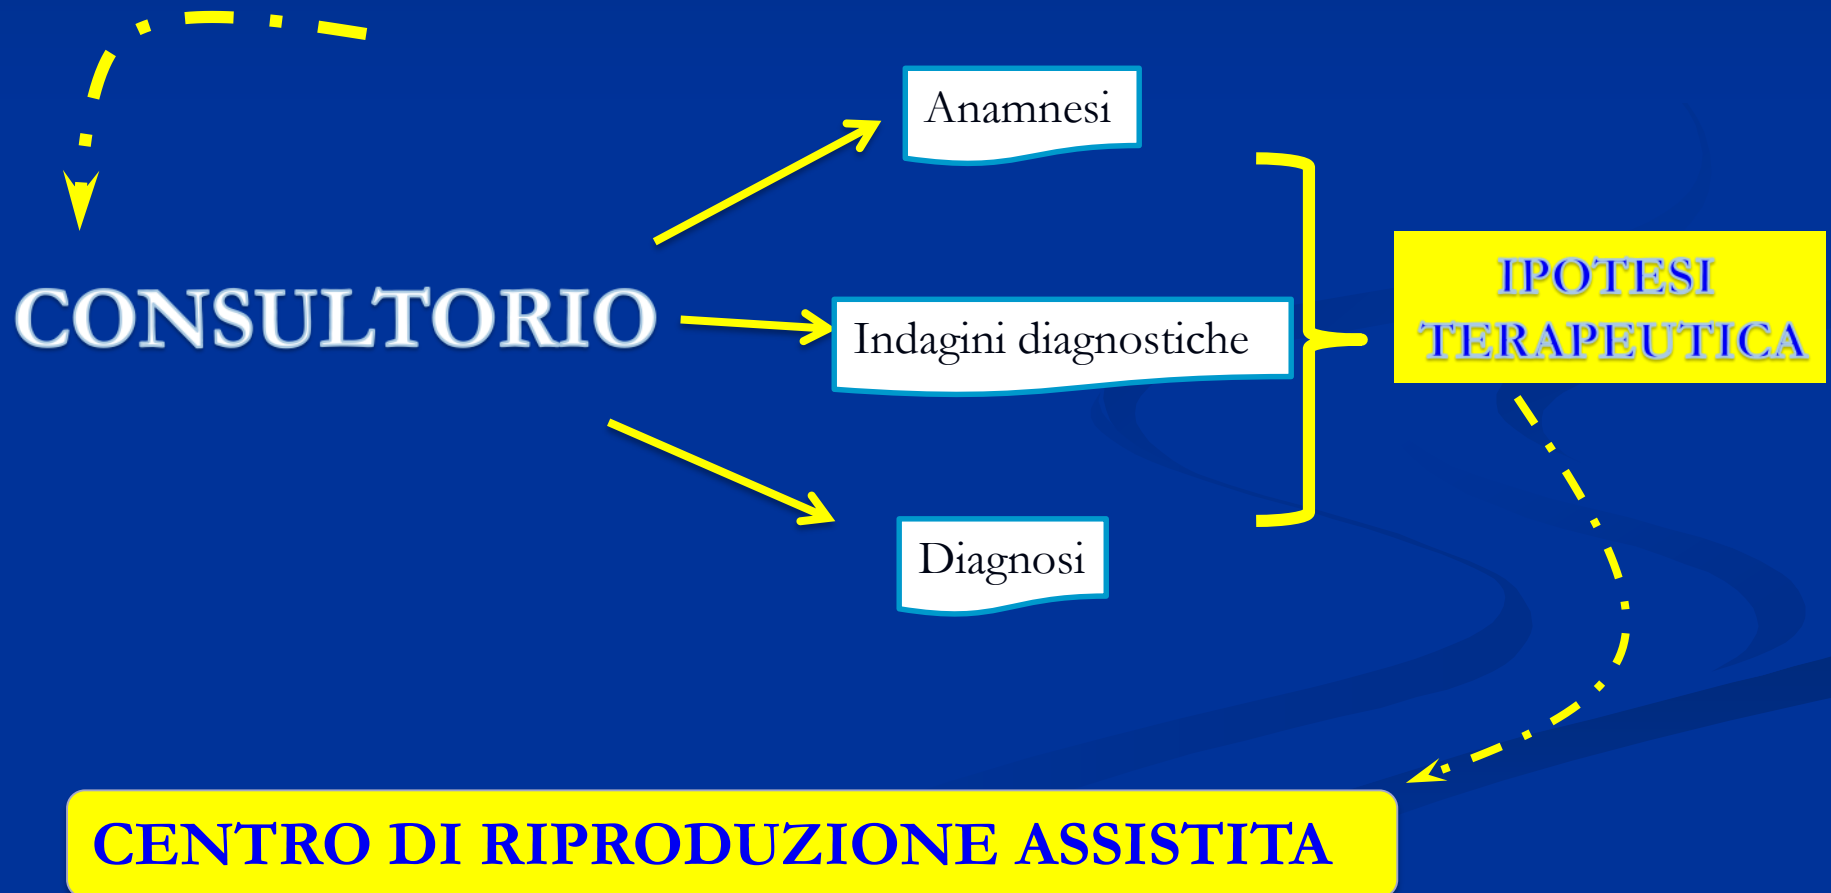 Anamnesi
CONSULTORIO
Indagini diagnostiche
Diagnosi
IPOTESI
TERAPEUTICA
CENTRO DI RIPRODUZIONE ASSISTITA